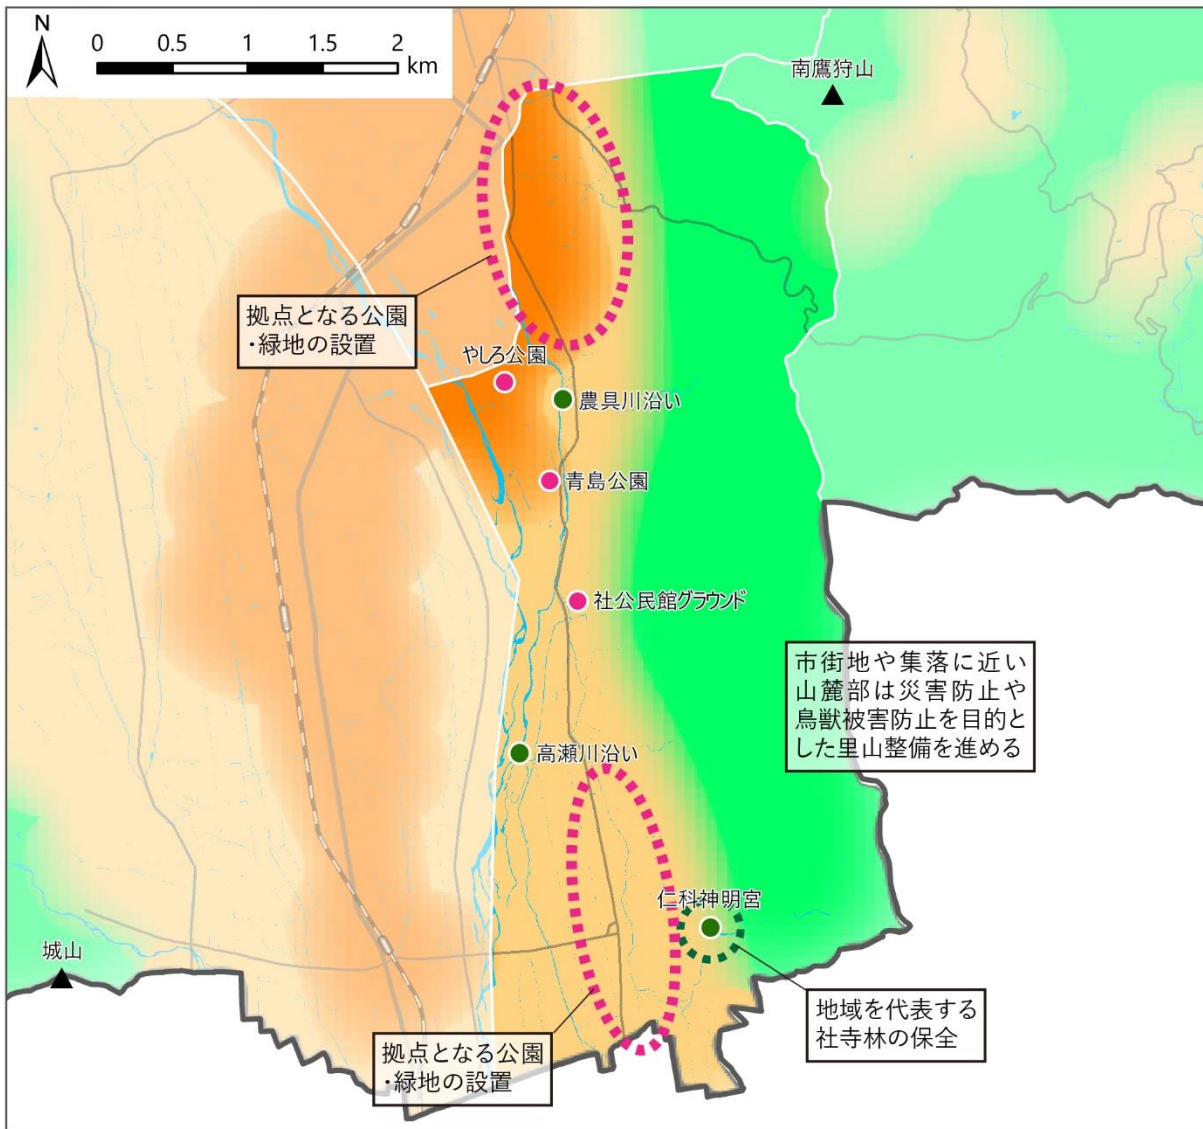 N
0 0.5 1 1.5 2
km
南鷹狩山
拠点となる公園
・緑地の設置
やしろ公園
農具川沿い
青島公園
社公民館グラウンド
市街地や集落に近い
山麓部は災害防止や
鳥獣被害防止を目的と
した里山整備を進める
高瀬川沿い
仁科神明宮
城山
地域を代表する
社寺林の保全
拠点となる公園
・緑地の設置